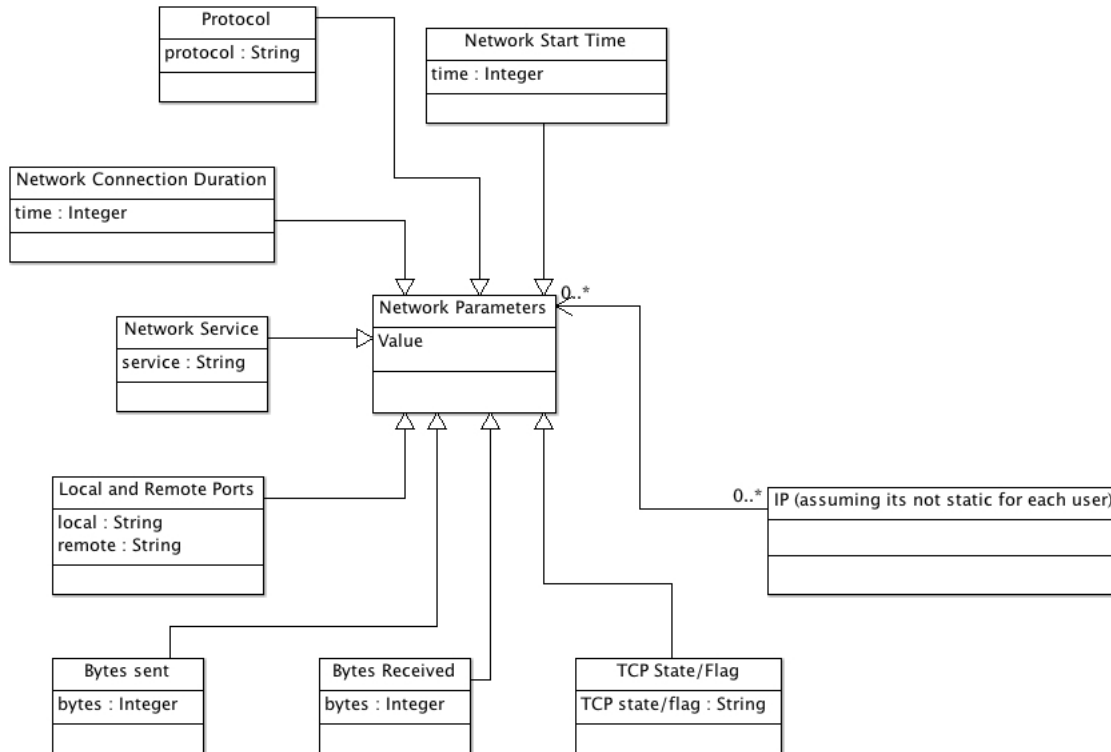 Protocol
protocol : String
Network Start Time
time : Integer
Network Connection Duration
time : Integer
Network Service
service : String
0..*
Network Parameters
Value
Local and Remote Ports
local : String
remote : String
0..*
IP (assuming its not static for each user)
Bytes sent
bytes : Integer
Bytes Received
bytes : Integer
TCP State/Flag
TCP state/flag : String